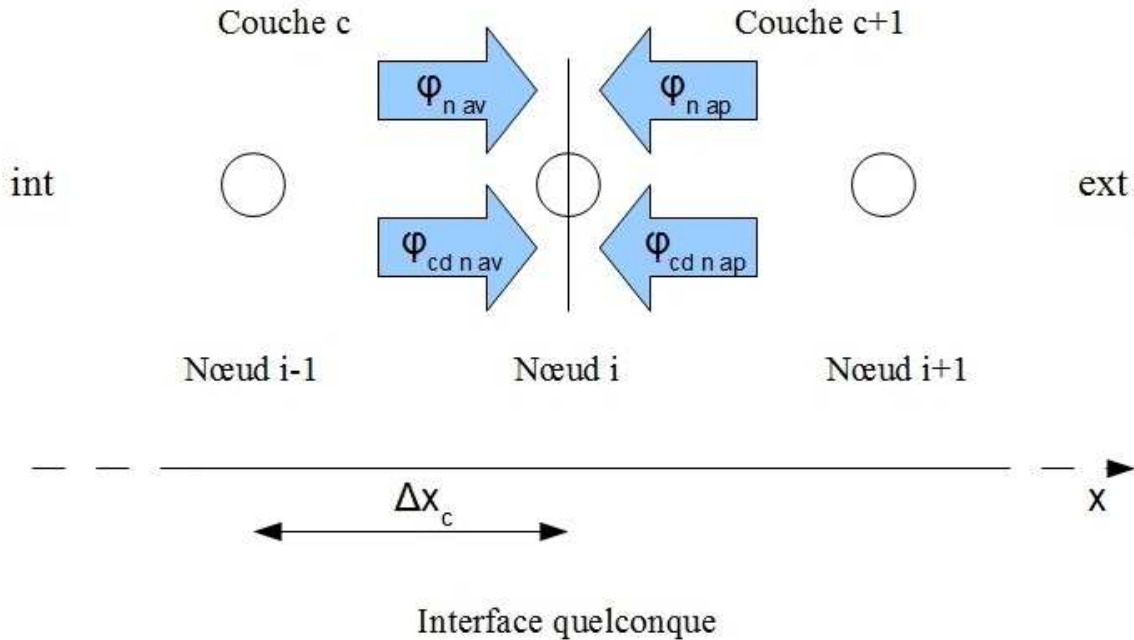 Couche c
Couche c+1
φn av
φn ap
int
ext
φcd n av
φcd n ap
Nœud i-1
Nœud i
Nœud i+1
Δxc
x
Interface quelconque